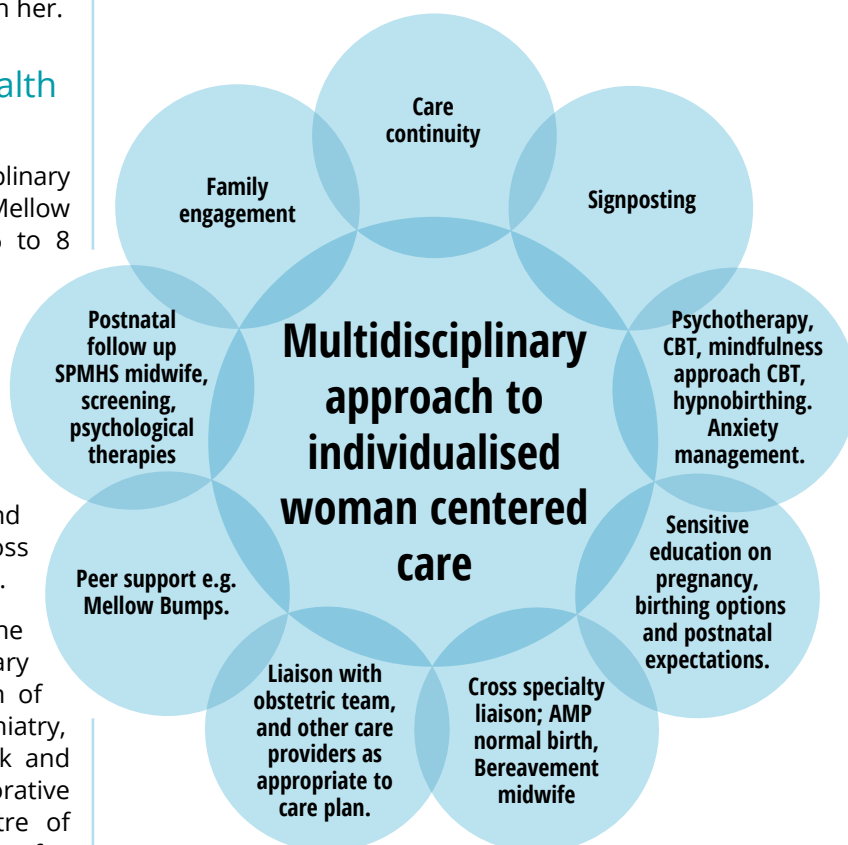 her.
alth
plinary
Mellow
to 8
nd
oss
.
ne
ary
of
hiatry,
k and
orative
tre of
Care
continuity
Signposting
Psychotherapy,
CBT, mindfulness
approach CBT,
hypnobirthing.
Anxiety
management.
Sensitive
education on
pregnancy,
birthing options
and postnatal
expectations.
Cross specialty
liaison; AMP
normal birth,
Bereavement
midwife
Liaison with
obstetric team,
and other care
providers as
appropriate to
care plan.
Peer support e.g.
Mellow Bumps.
Postnatal
follow up
SPMHS midwife,
screening,
psychological
therapies
Family
engagement
Multidisciplinary
approach to
individualised
woman centered
care